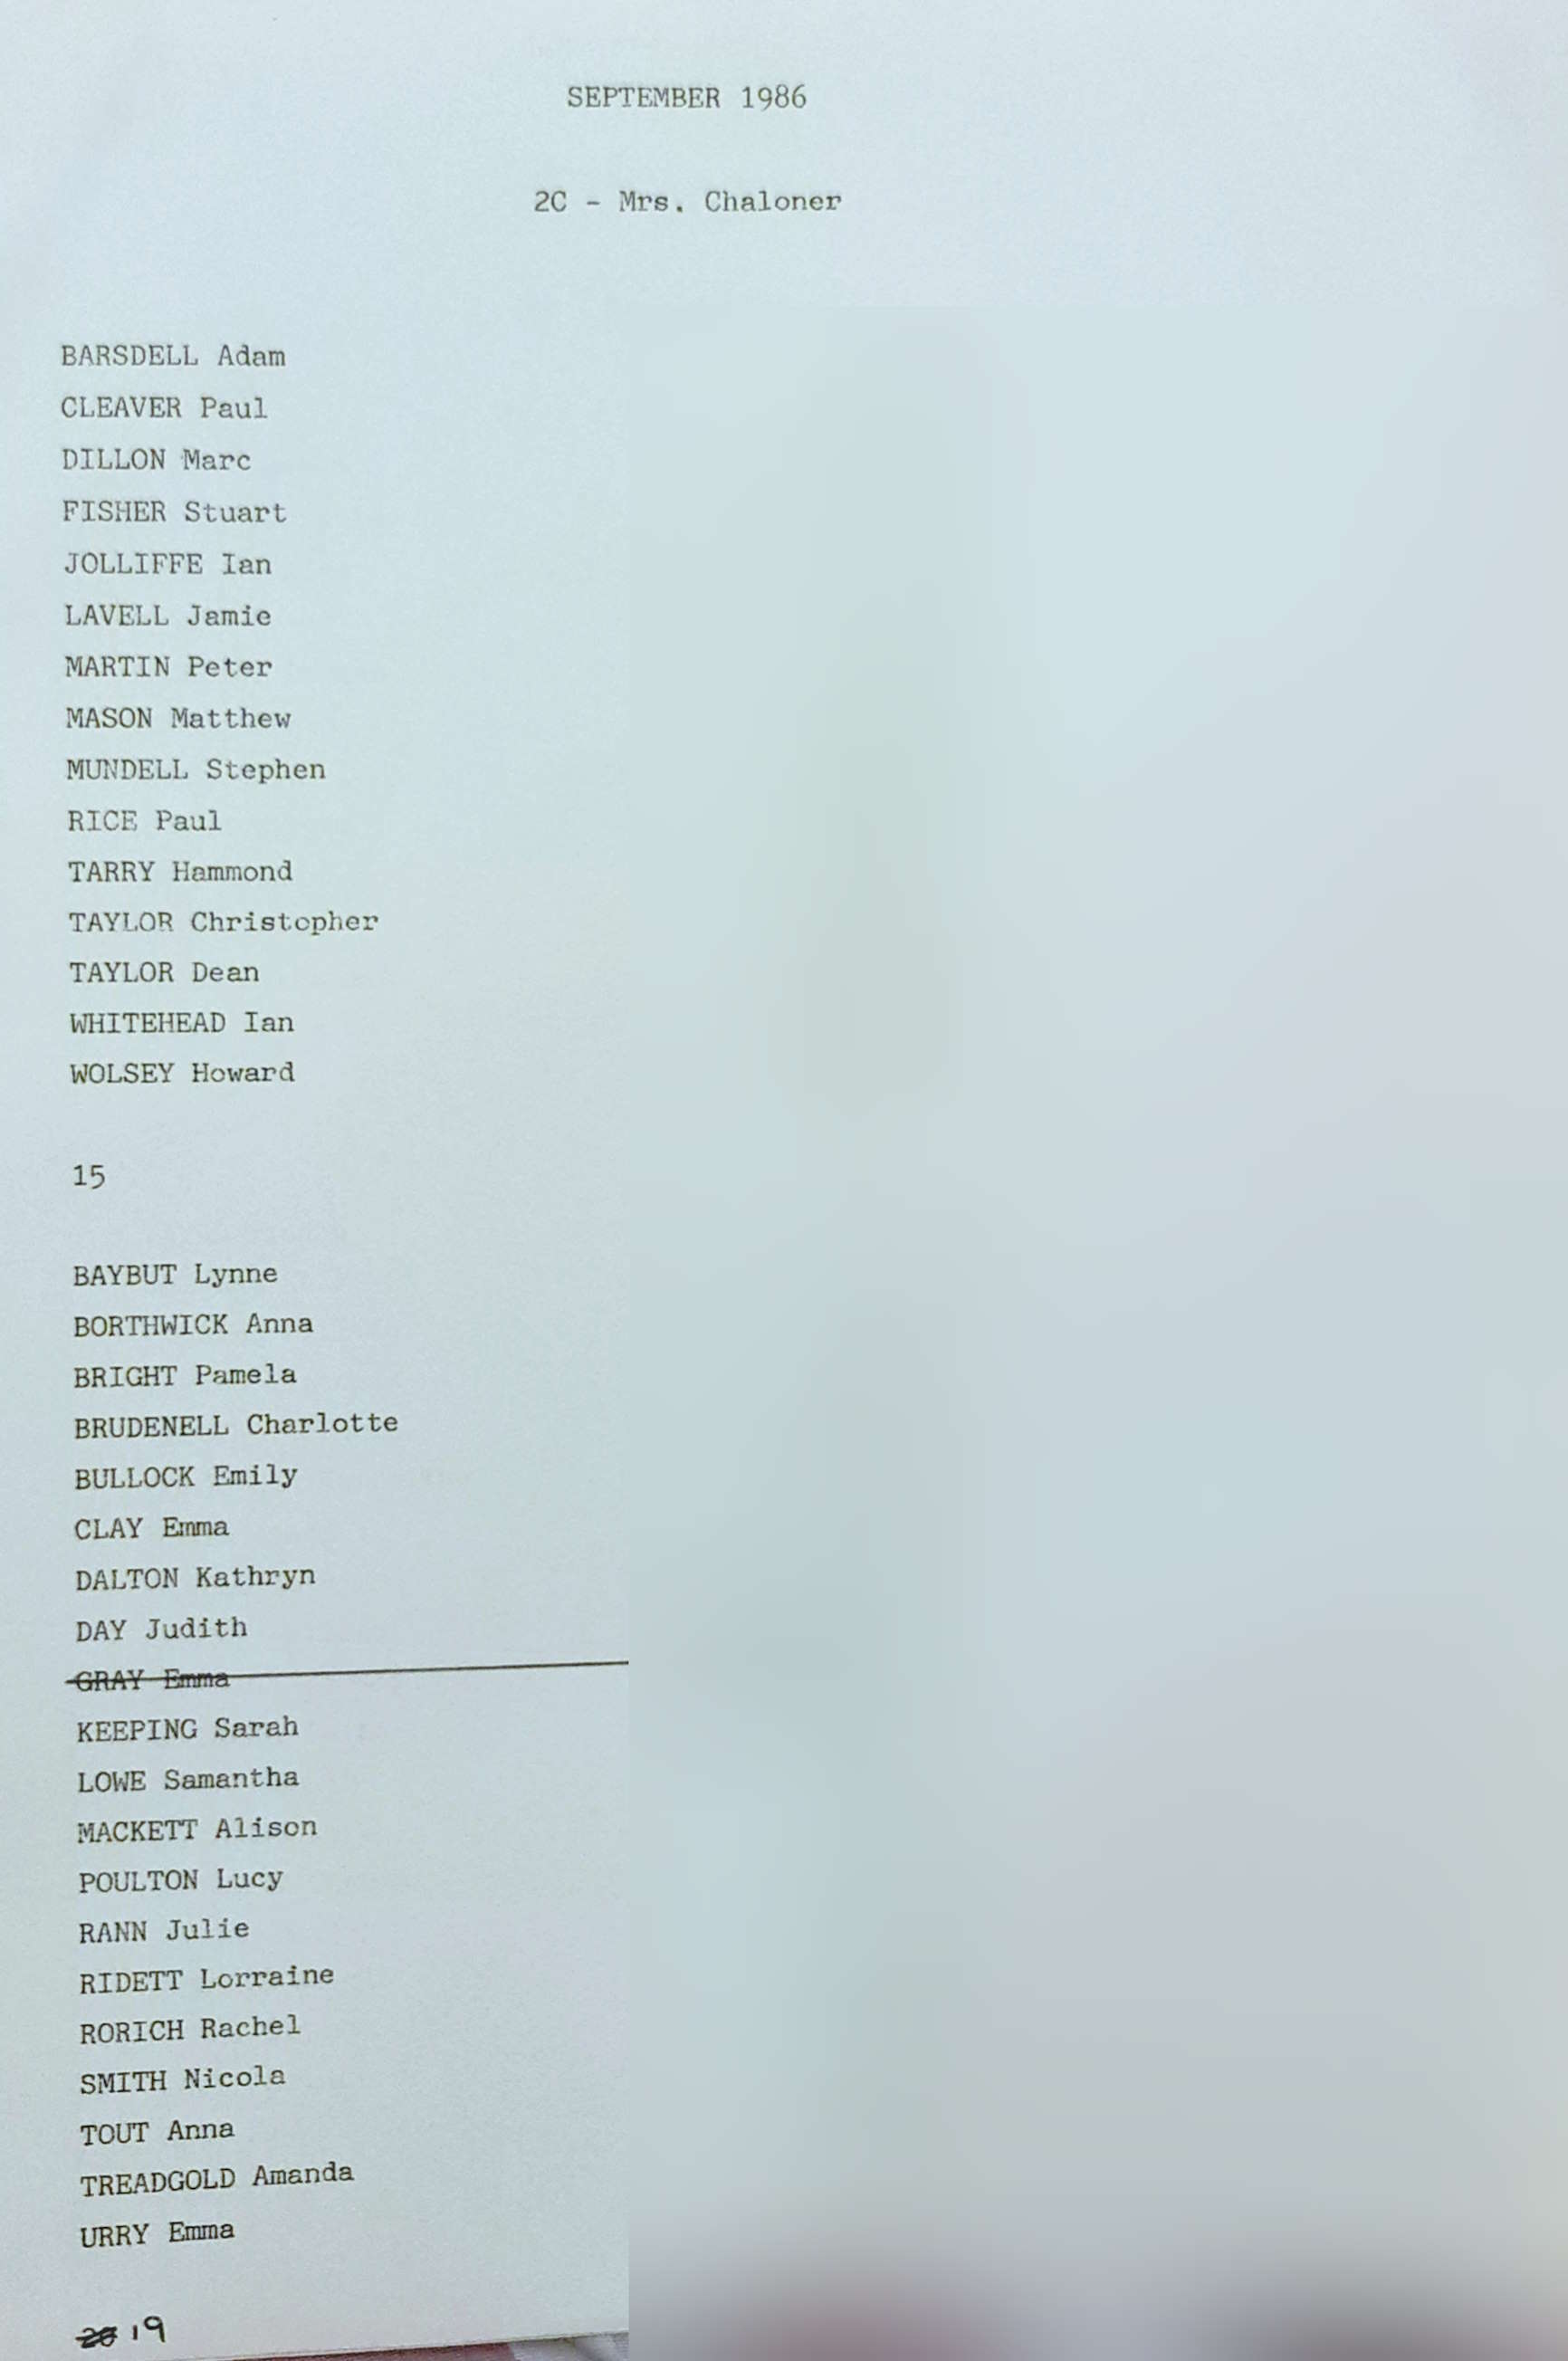 SEPTEMBER 1986
2C - Mrs. Chaloner
BARSDELL Adam
CLEAVER Paul
DILLON Marc
FISHER Stuart
JOLLIFFE Ian
LAVELL Jamie
MARTIN Peter
MASON Matthew
MUNDELL Stephen
RICE Paul
TARRY Hammond
TAYLOR Christopher
TAYLOR Dean
WHITEHEAD Ian
WOLSEY Howard
15
BAYBUT Lynne
BORTHWICK Anna
BRIGHT Pamela
BRUDENELL Charlotte
BULLOCK Emily
CLAY Emma
DALTON Kathryn
DAY Judith
GRAY Emma
KEEPING Sarah
LOWE Samantha
MACKETT Alison
POULTON Lucy
RANN Julie
RIDETT Lorraine
RORICH Rachel
SMITH Nicola
TOUT Anna
TREADGOLD Amanda
URRY Emma
20 19